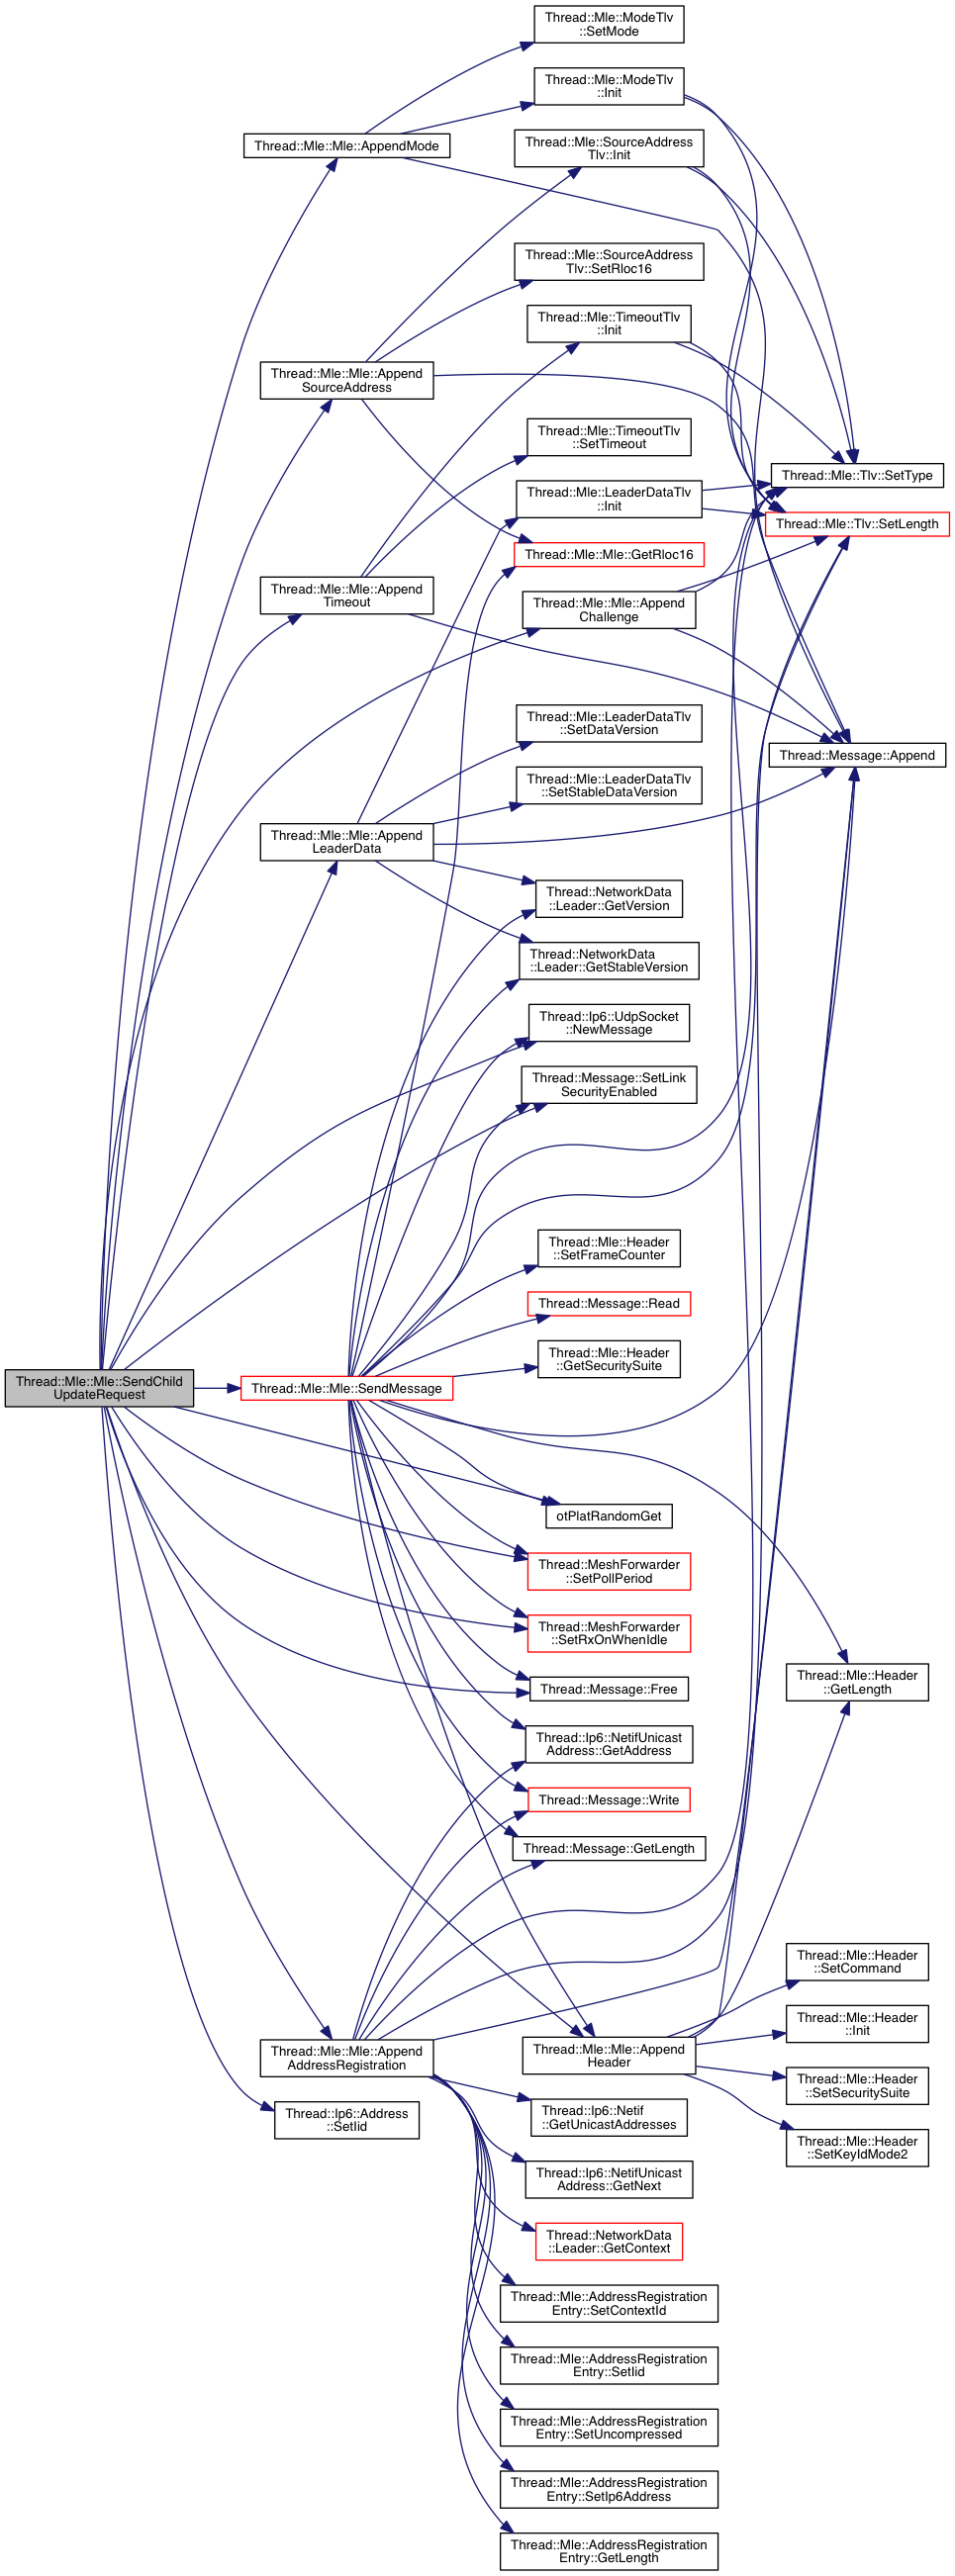 Thread::Mle::ModeTlv
::SetMode
Thread::Mle::ModeTlv
::Init
Thread::Mle::Mle::AppendMode
Thread::Mle::SourceAddress
Tlv::Init
Thread::Mle::SourceAddress
Tlv::SetRloc16
Thread::Mle::TimeoutTlv
::Init
Thread::Mle::Mle::Append
SourceAddress
Thread::Mle::TimeoutTlv
::SetTimeout
Thread::Mle::Tlv::SetType
Thread::Mle::LeaderDataTlv
::Init
Thread::Mle::Tlv::SetLength
Thread::Mle::Mle::GetRloc16
Thread::Mle::Mle::Append
Timeout
Thread::Mle::Mle::Append
Challenge
Thread::Mle::LeaderDataTlv
::SetDataVersion
Thread::Message::Append
Thread::Mle::LeaderDataTlv
::SetStableDataVersion
Thread::Mle::Mle::Append
LeaderData
Thread::NetworkData
::Leader::GetVersion
Thread::NetworkData
::Leader::GetStableVersion
Thread::Ip6::UdpSocket
::NewMessage
Thread::Message::SetLink
SecurityEnabled
Thread::Mle::Header
::SetFrameCounter
Thread::Message::Read
Thread::Mle::Header
::GetSecuritySuite
Thread::Mle::Mle::SendChild
UpdateRequest
Thread::Mle::Mle::SendMessage
otPlatRandomGet
Thread::MeshForwarder
::SetPollPeriod
Thread::MeshForwarder
::SetRxOnWhenIdle
Thread::Message::Free
Thread::Mle::Header
::GetLength
Thread::Ip6::NetifUnicast
Address::GetAddress
Thread::Message::Write
Thread::Message::GetLength
Thread::Mle::Header
::SetCommand
Thread::Mle::Header
::Init
Thread::Mle::Mle::Append
AddressRegistration
Thread::Mle::Mle::Append
Header
Thread::Mle::Header
::SetSecuritySuite
Thread::Ip6::Address
::SetIid
Thread::Ip6::Netif
::GetUnicastAddresses
Thread::Mle::Header
::SetKeyIdMode2
Thread::Ip6::NetifUnicast
Address::GetNext
Thread::NetworkData
::Leader::GetContext
Thread::Mle::AddressRegistration
Entry::SetContextId
Thread::Mle::AddressRegistration
Entry::SetIid
Thread::Mle::AddressRegistration
Entry::SetUncompressed
Thread::Mle::AddressRegistration
Entry::SetIp6Address
Thread::Mle::AddressRegistration
Entry::GetLength